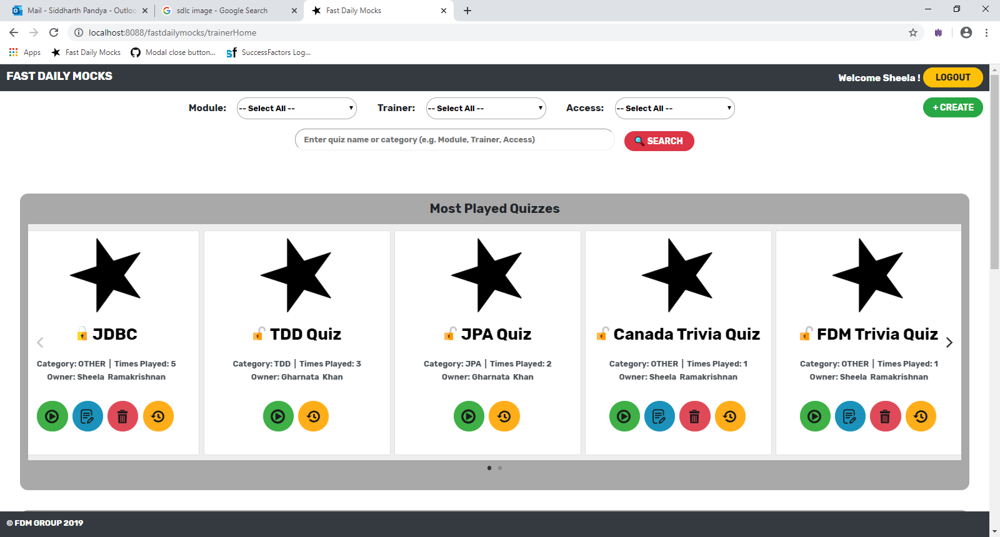 Mail - Siddharth Pandya - Outloo
sdlc image - Google Search
Fast Daily Mocks
localhost:8088/fastdailymocks/trainerHome
Apps
Fast Daily Mocks
Modal close button...
SuccessFactors Log...
FAST DAILY MOCKS
Welcome Sheela !
LOGOUT
Module:
-- Select All --
Trainer:
-- Select All --
Access:
-- Select All --
+ CREATE
Enter quiz name or category (e.g. Module, Trainer, Access)
SEARCH
Most Played Quizzes
JDBC
Category: OTHER | Times Played: 5
Owner: Sheela Ramakrishnan
TDD Quiz
Category: TDD | Times Played: 3
Owner: Gharnata Khan
JPA Quiz
Category: JPA | Times Played: 2
Owner: Gharnata Khan
Canada Trivia Quiz
Category: OTHER | Times Played: 1
Owner: Sheela Ramakrishnan
FDM Trivia Quiz
Category: OTHER | Times Played: 1
Owner: Sheela Ramakrishnan
© FDM GROUP 2019